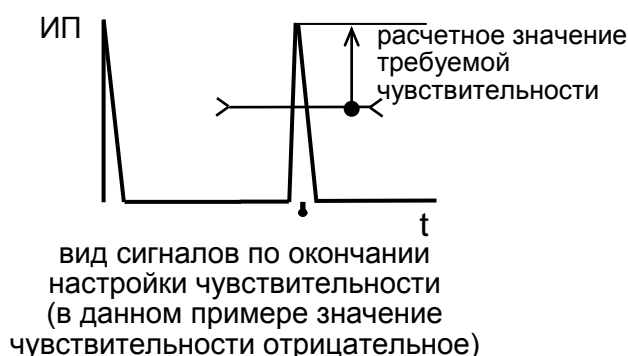 ИП
расчетное значение
требуемой
чувствительности
t
вид сигналов по окончании
настройки чувствительности
(в данном примере значение
чувствительности отрицательное)